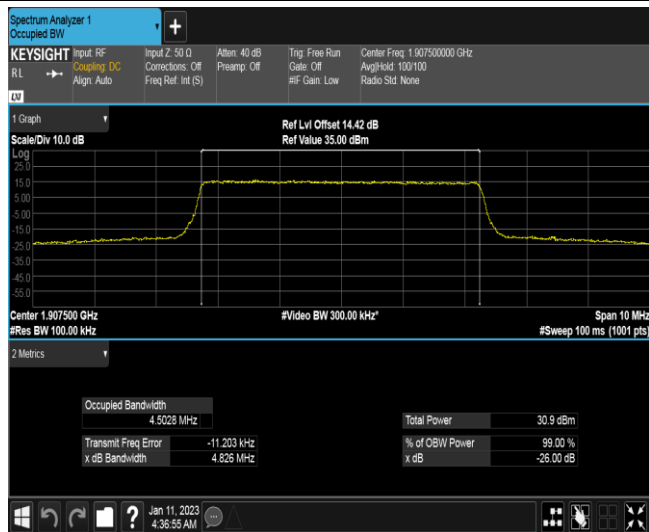 Spectrum Analyzer 1
Occupied BW
+
KEYSIGHT
RL
LXI
Input: RF
Coupling: DC
Align: Auto
Input Z: 50 Ω
Corrections: Off
Freq Ref: Int (S)
Atten: 40 dB
Preamp: Off
Trig: Free Run
Gate: Off
#IF Gain: Low
Center Freq: 1.907500000 GHz
Avg|Hold: 100/100
Radio Std: None
1 Graph
Scale/Div 10.0 dB
Ref Lvl Offset 14.42 dB
Ref Value 35.00 dBm
Log
25.0
15.0
5.00
-5.00
-15.0
-25.0
-35.0
-45.0
-55.0
Center 1.907500 GHz
#Video BW 300.00 kHz*
Span 10 MHz
#Res BW 100.00 kHz
#Sweep 100 ms (1001 pts)
2 Metrics
Occupied Bandwidth
4.5028 MHz
Total Power 30.9 dBm
Transmit Freq Error -11.203 kHz
% of OBW Power 99.00 %
x dB Bandwidth 4.826 MHz
x dB -26.00 dB
?
Jan 11, 2023
4:36:55 AM